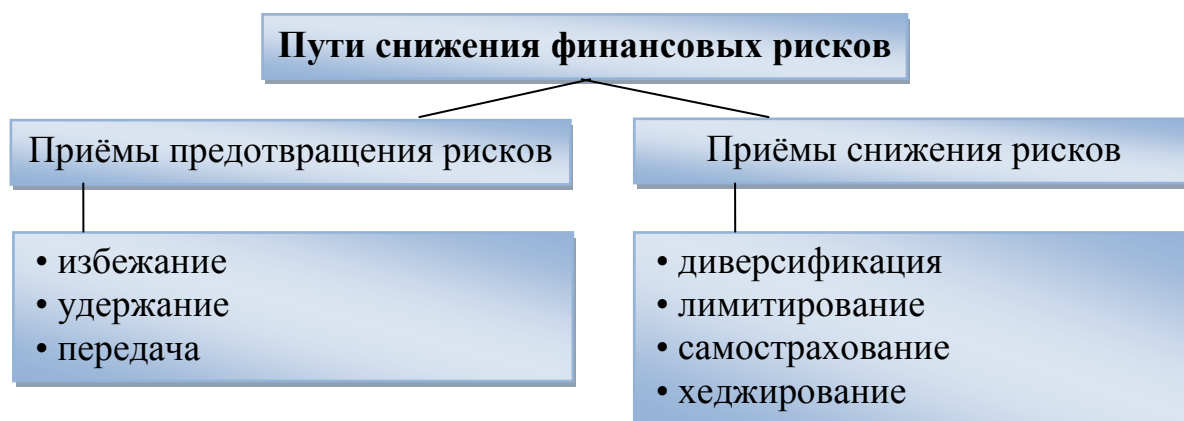 Пути снижения финансовых рисков
Приёмы предотвращения рисков
Приёмы снижения рисков
• избежание
• удержание
• передача
• диверсификация
• лимитирование
• самострахование
• хеджирование